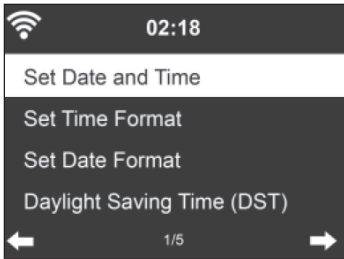 02:18
Set Date and Time
Set Time Format
Set Date Format
Daylight Saving Time (DST)
1/5